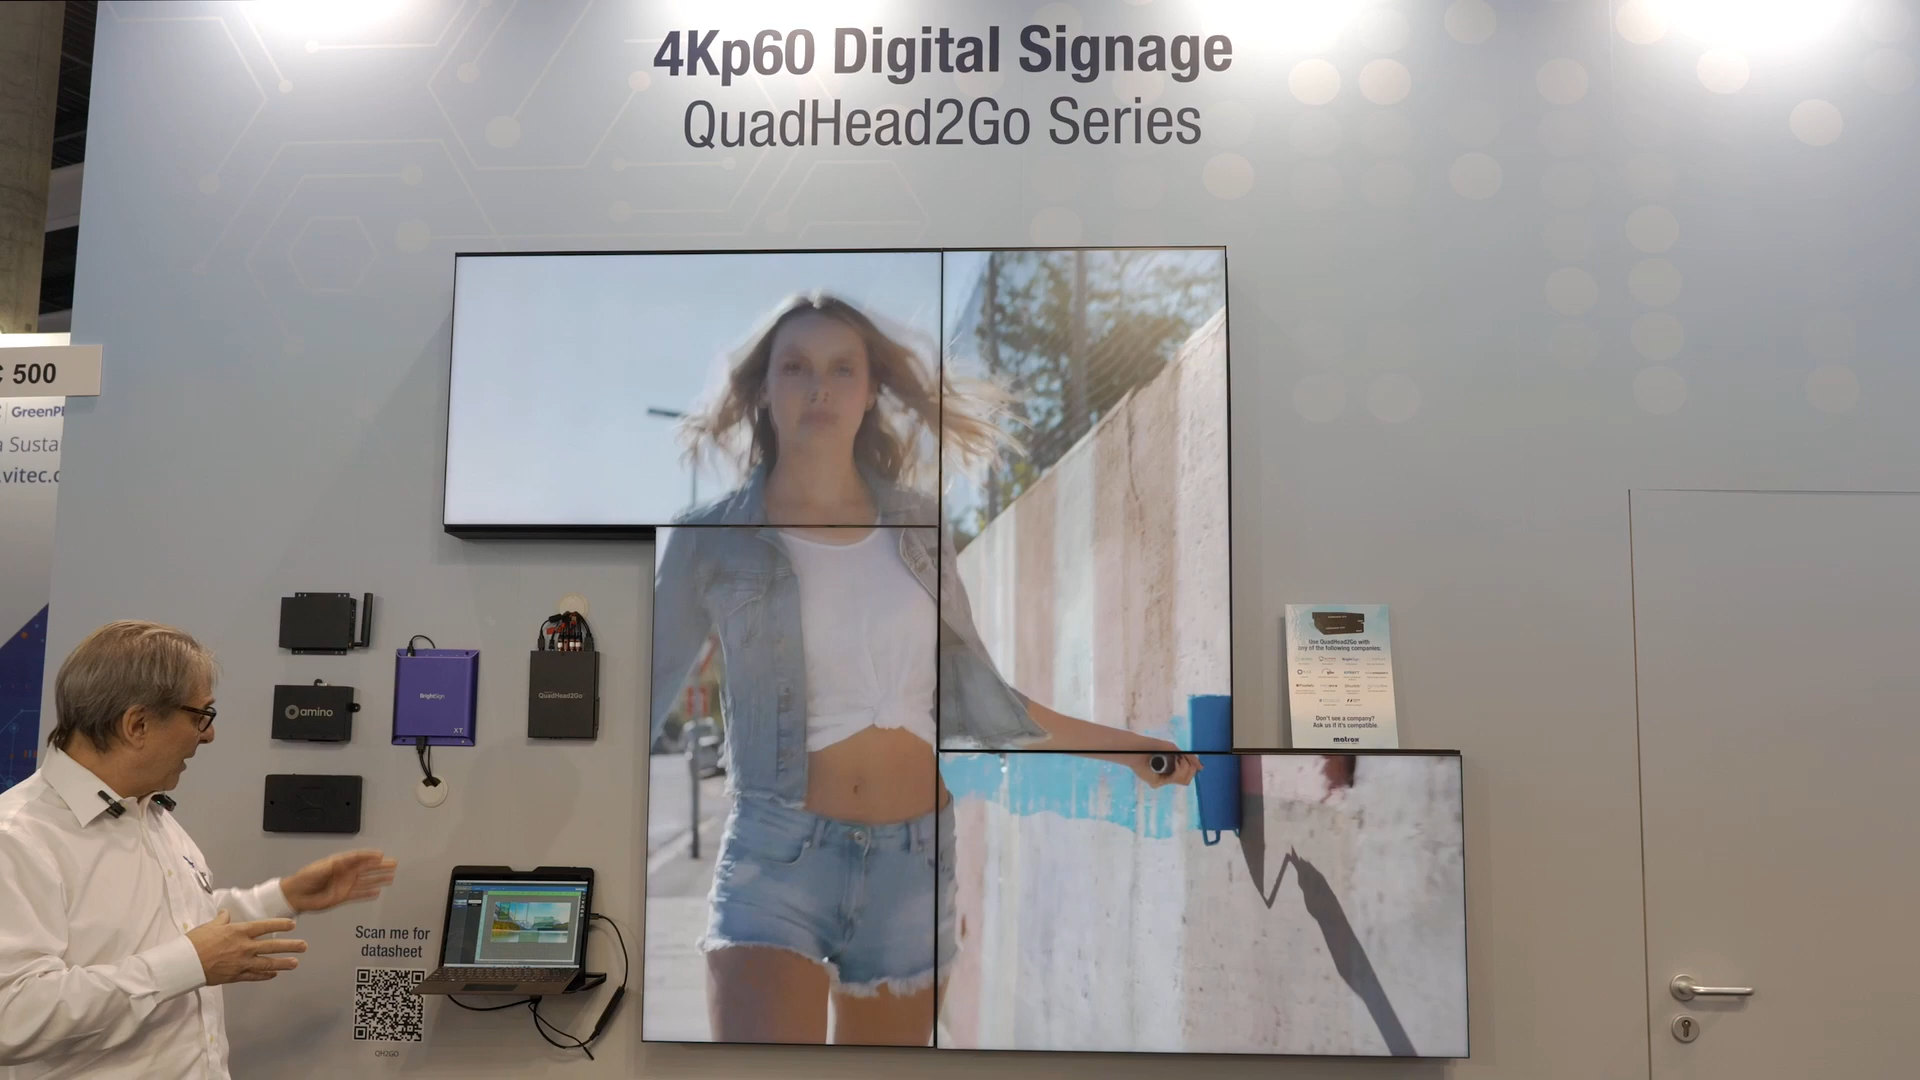 4Kp60 Digital Signage
QuadHead2Go Series
500
GreenP
Susta
.vitec.
amino
BrightSign
XT
QuadHead2Go
Use QuadHead2Go with
any of the following companies:
Don't see a company?
Ask us if it's compatible.
matrox
Scan me for
datasheet
QH2GO